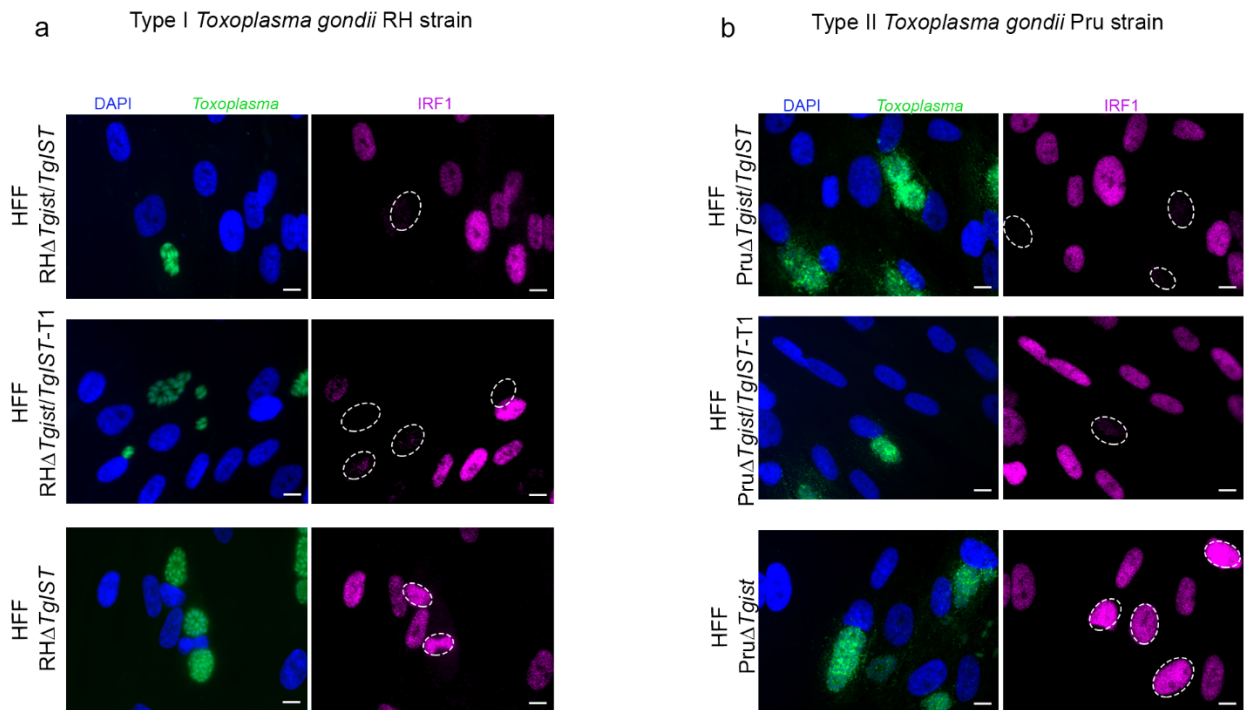 a
Type I Toxoplasma gondii RH strain
DAPI
Toxoplasma
IRF1
HFF
RHΔTgist/TgIST
HFF
RHΔTgist/TgIST-T1
HFF
RHΔTgIST
b
Type II Toxoplasma gondii Pru strain
DAPI
Toxoplasma
IRF1
HFF
PruΔTgist/TgIST
HFF
PruΔTgist/TgIST-T1
HFF
PruΔTgist